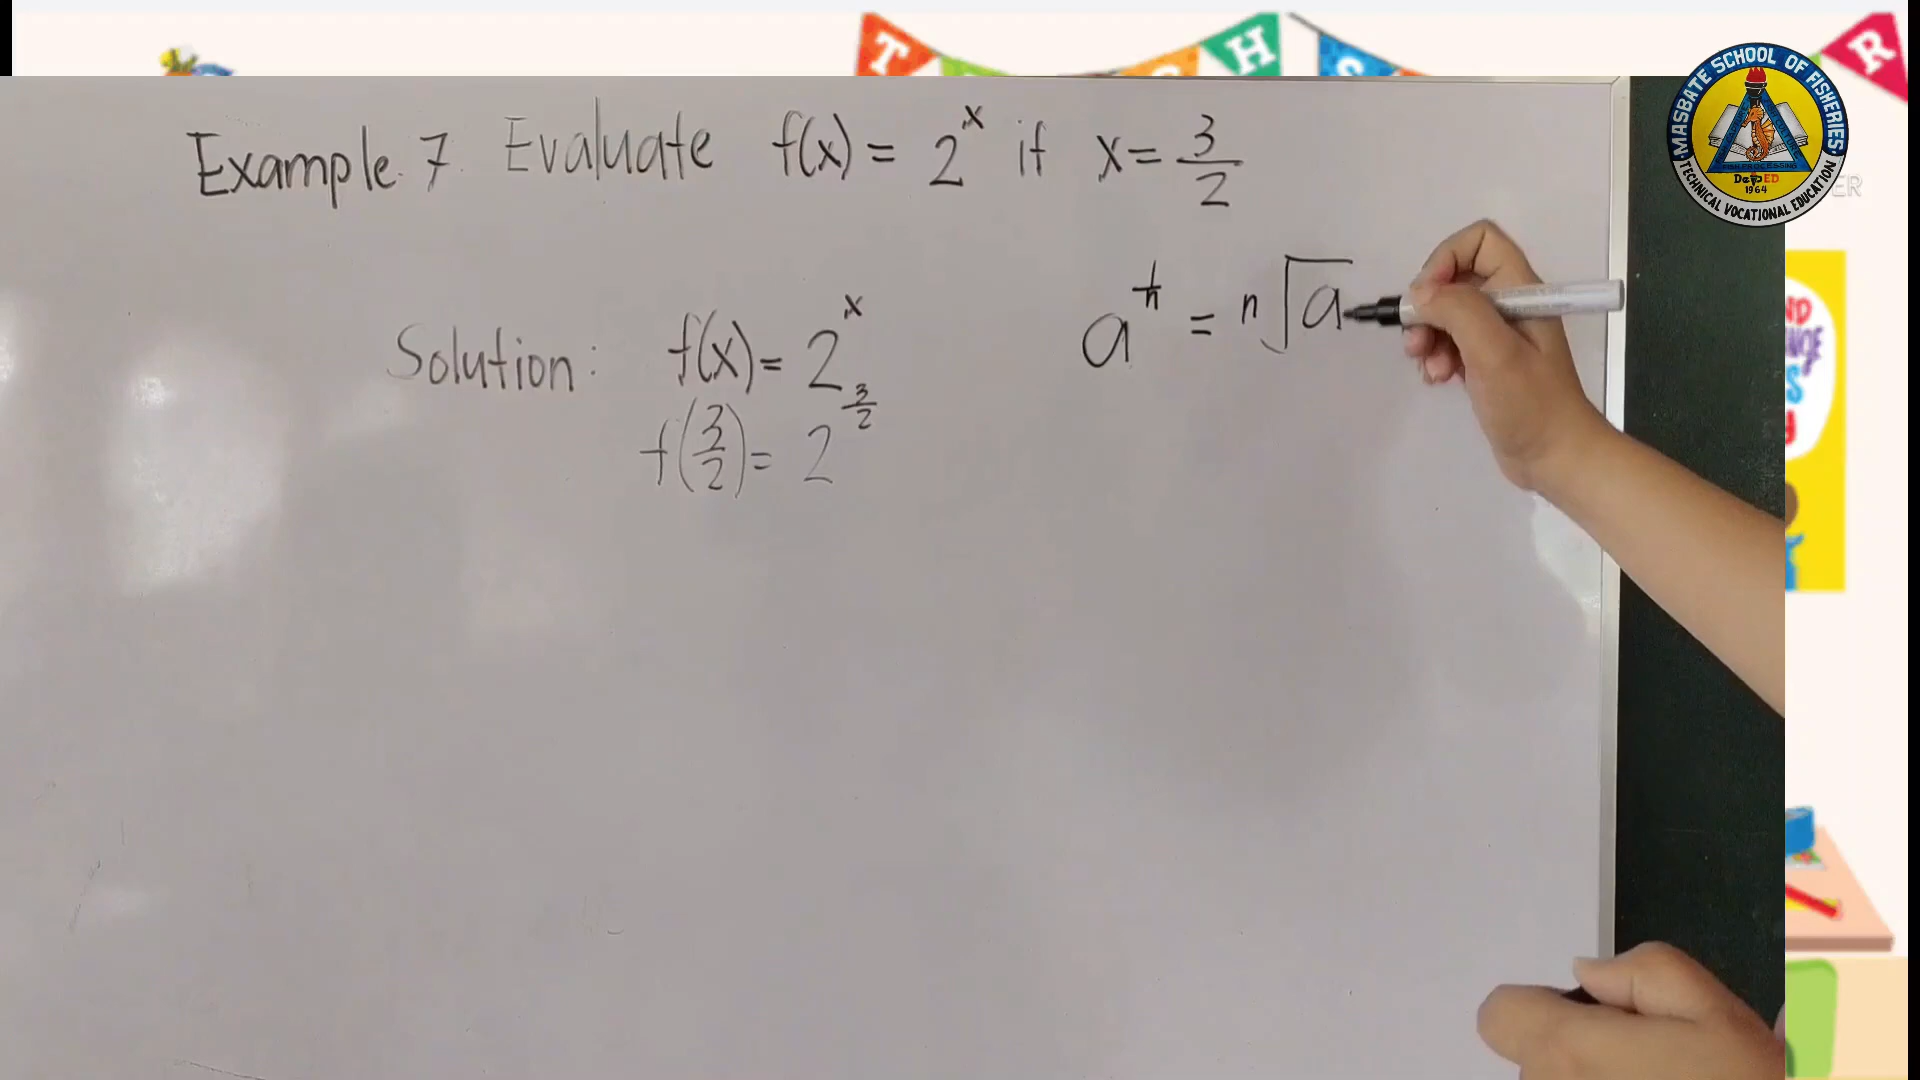 T H S R
MASBATE SCHOOL OF FISHERIES
DepED
1964
TECHNICAL VOCATIONAL EDUCATION
ER
Example 7. Evaluate f(x) = 2^x if x = 3/2
a^(1/n) = n√a
Solution: f(x) = 2^x
f(3/2) = 2^(3/2)